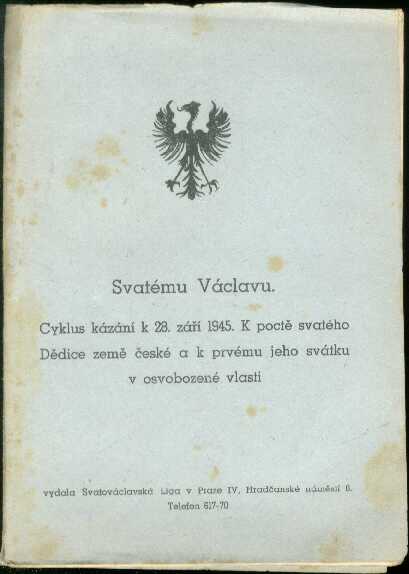 Svatému Václavu.
Cyklus kázání k 28. září 1945. K poctě svatého
Dědice země české a k prvému jeho svátku
v osvobozené vlasti
vydala Svatováclavská Liga v Praze IV, Hradčanské náměstí 6.
Telefon 617-70